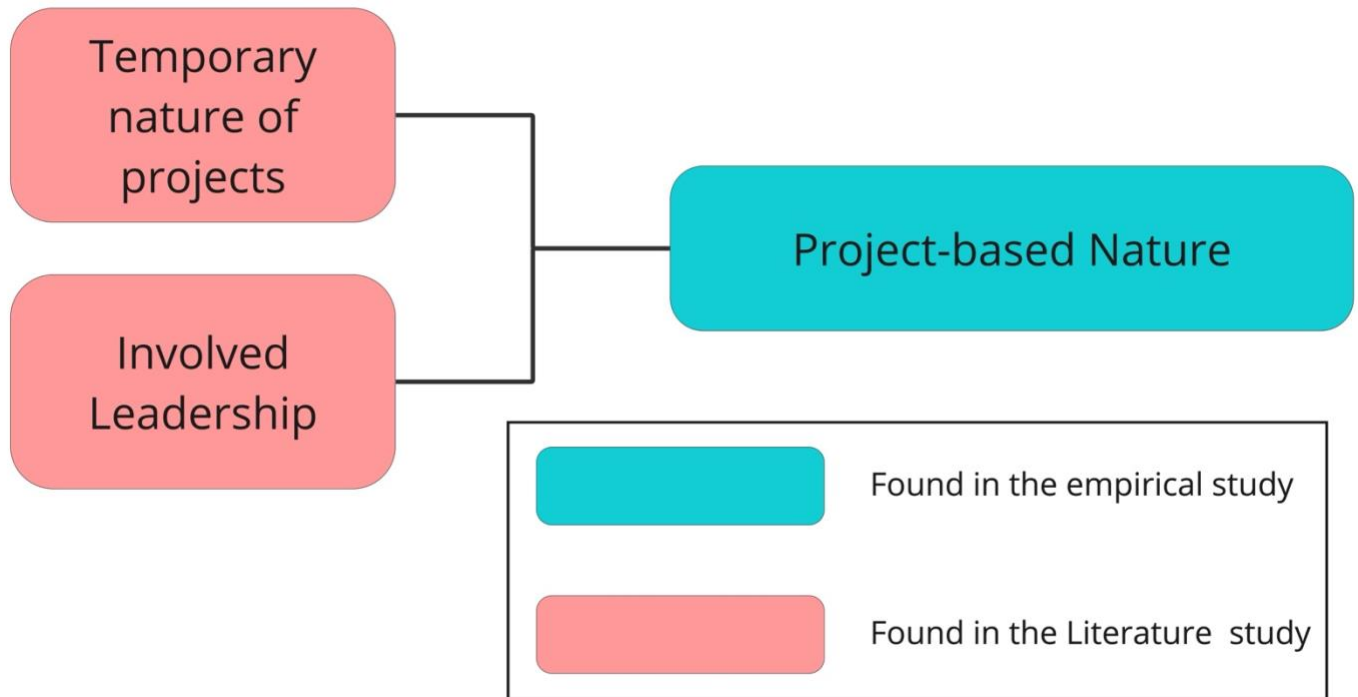 Temporary
nature of
projects
Project-based Nature
Involved
Leadership
Found in the empirical study
Found in the Literature study